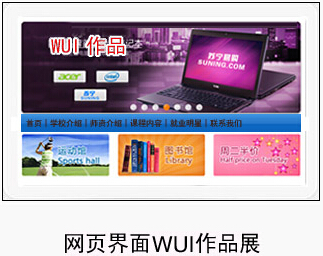 WUI 作品
acer
intel
苏宁
SUNING
苏宁易购
SUNING.COM
首页 | 学校介绍 | 师资介绍 | 课程内容 | 就业明星 | 联系我们
运动馆
Sports hall
图书馆
Library
周二半价
Half-price on Tuesday
网页界面WUI作品展